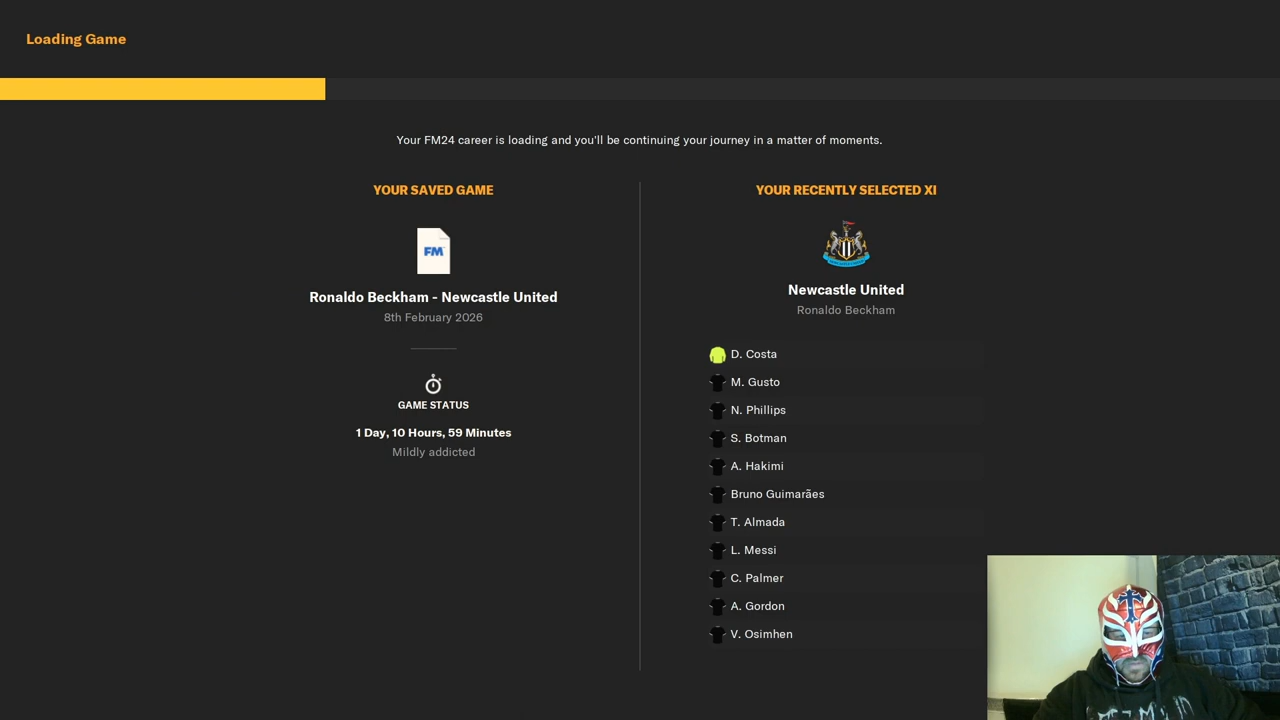 Loading Game
Your FM24 career is loading and you'll be continuing your journey in a matter of moments.
YOUR SAVED GAME
FM
Ronaldo Beckham - Newcastle United
8th February 2026
GAME STATUS
1 Day, 10 Hours, 59 Minutes
Mildly addicted
YOUR RECENTLY SELECTED XI
Newcastle United
Ronaldo Beckham
D. Costa
M. Gusto
N. Phillips
S. Botman
A. Hakimi
Bruno Guimarães
T. Almada
L. Messi
C. Palmer
A. Gordon
V. Osimhen